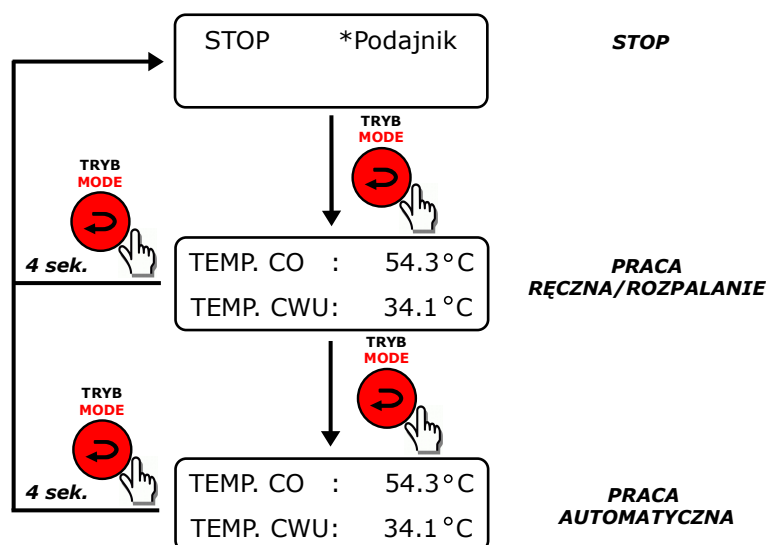 STOP *Podajnik
STOP
TRYB
MODE
TRYB
MODE
4 sek.
TEMP. CO : 54.3°C
TEMP. CWU: 34.1°C
PRACA
RĘCZNA/ROZPALANIE
TRYB
MODE
TRYB
MODE
4 sek.
TEMP. CO : 54.3°C
TEMP. CWU: 34.1°C
PRACA
AUTOMATYCZNA